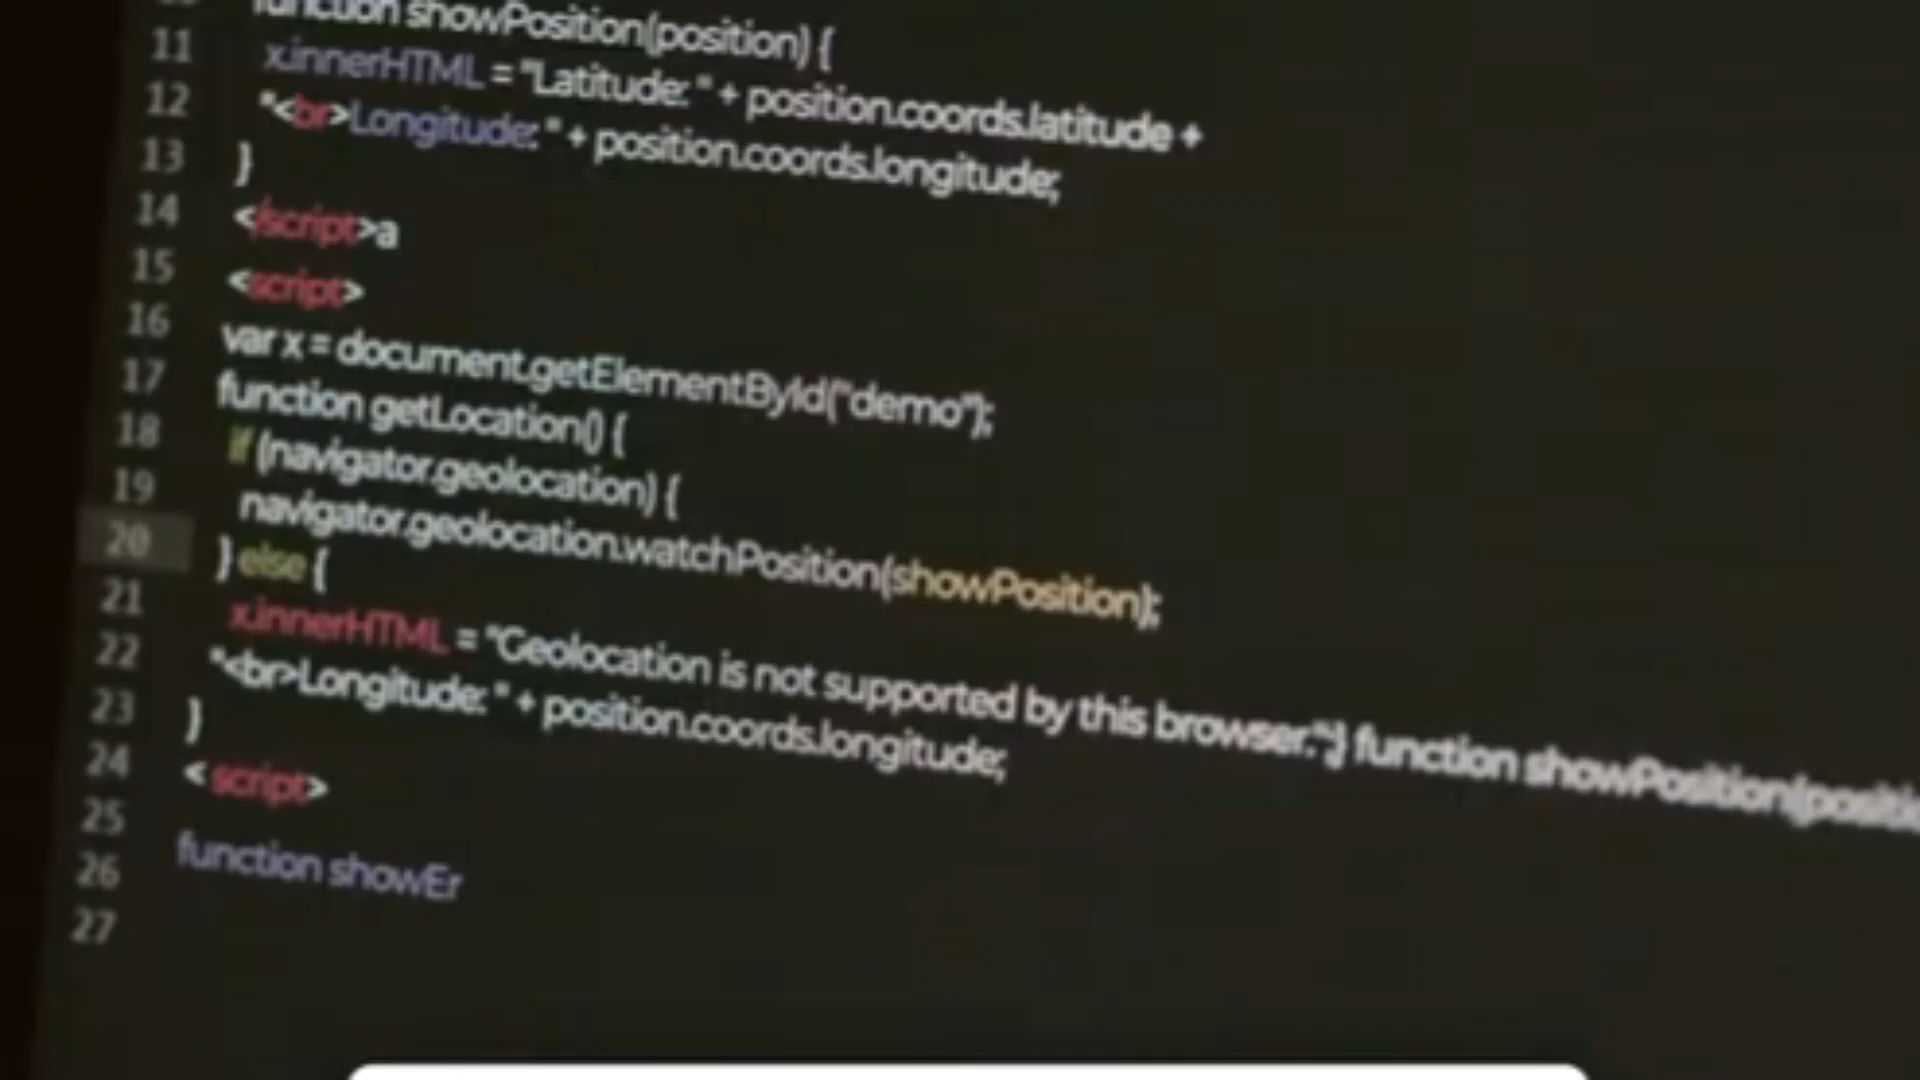 function showPosition(position) {
11 x.innerHTML = "Latitude: " + position.coords.latitude +
12 "<br>Longitude: " + position.coords.longitude;
13 }
14 </script>a
15 <script>
16 var x = document.getElementById("demo");
17 function getLocation() {
18 if (navigator.geolocation) {
19 navigator.geolocation.watchPosition(showPosition);
20 } else {
21 x.innerHTML = "Geolocation is not supported by this browser.";} function showPosition(positio
22 "<br>Longitude: " + position.coords.longitude;
23 }
24 < script>
25
26 function showEr
27